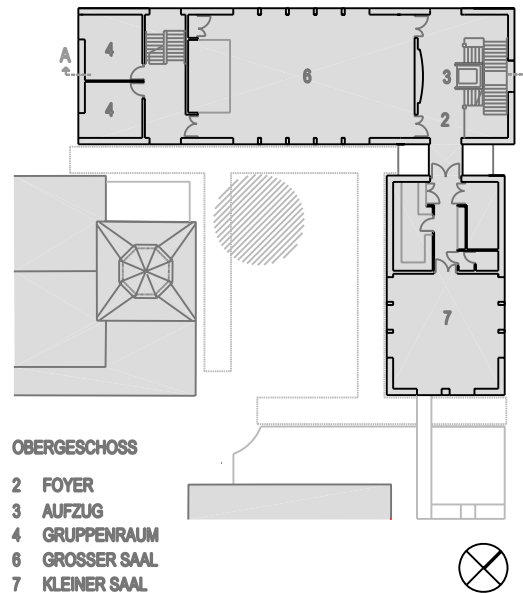 4
A
6
3
4
2
7
OBERGESCHOSS
2 FOYER
3 AUFZUG
4 GRUPPENRAUM
6 GROSSER SAAL
7 KLEINER SAAL